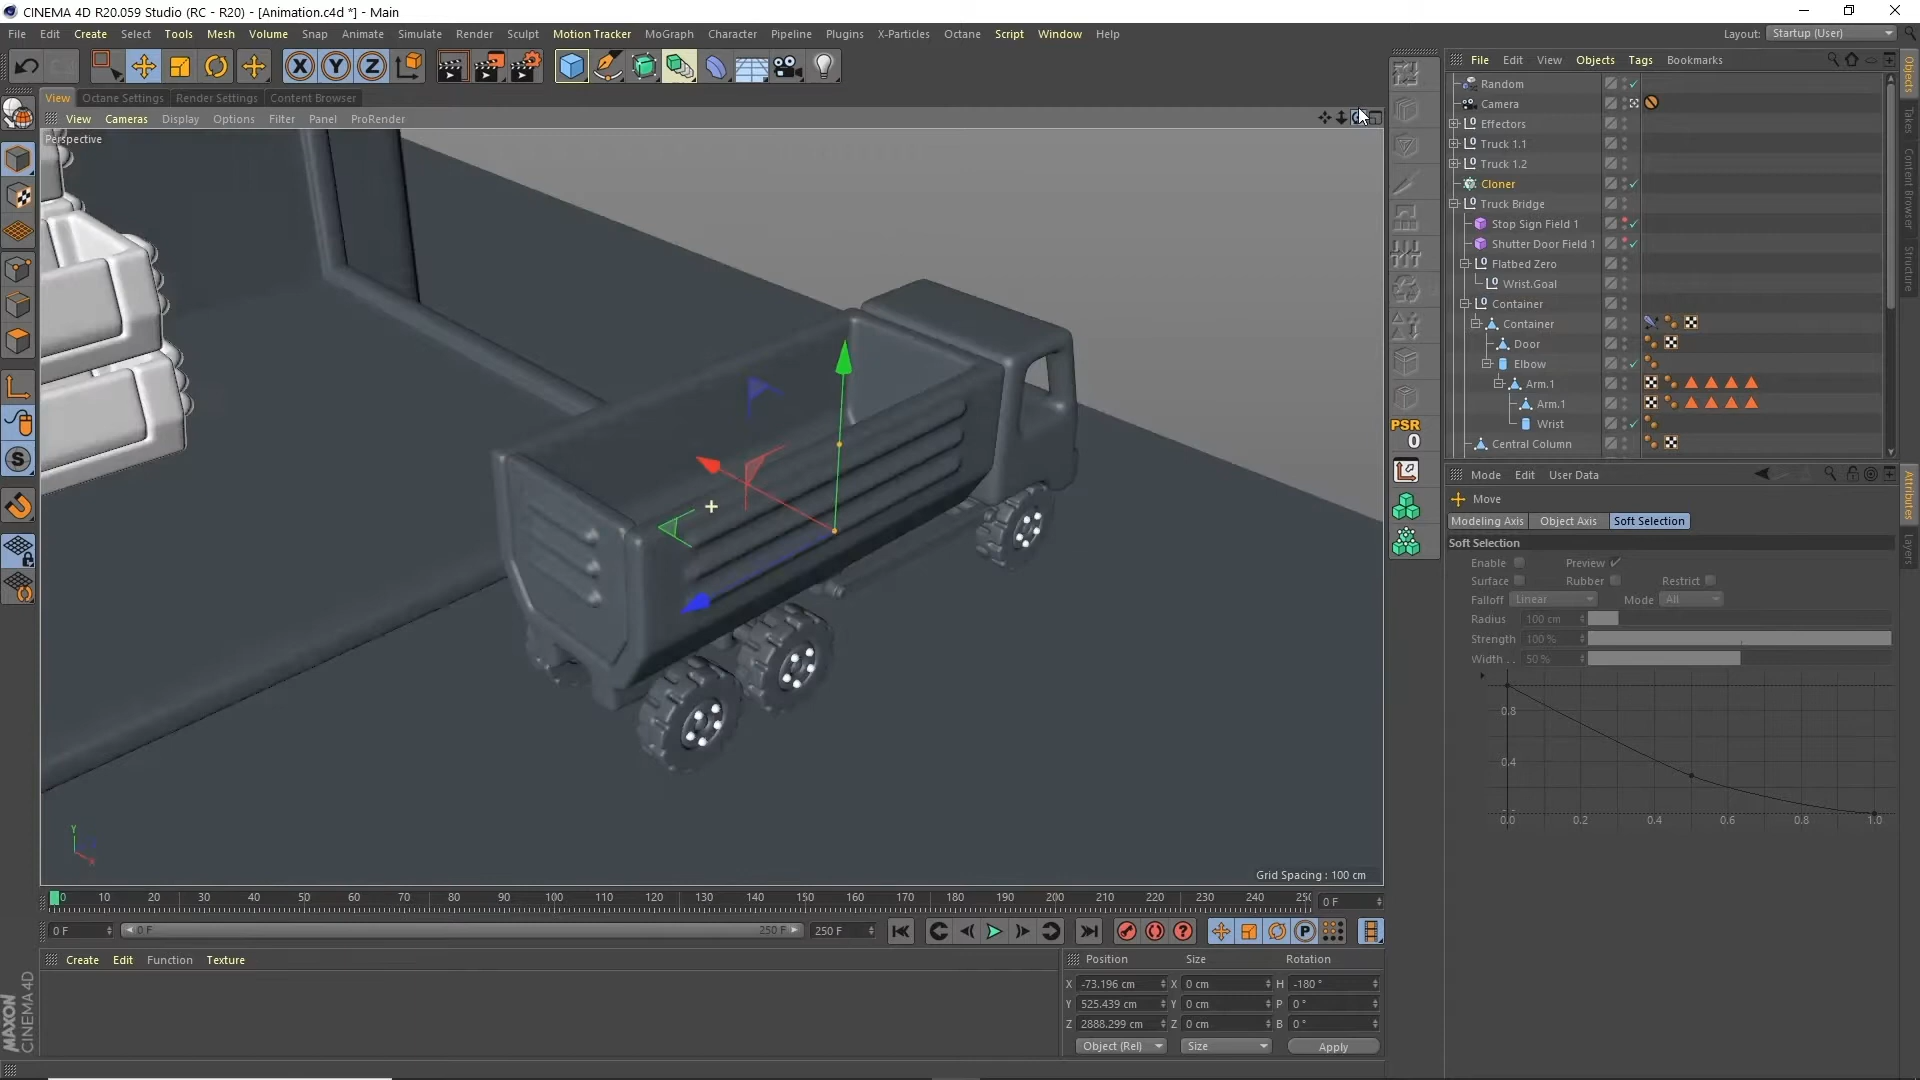 CINEMA 4D R20.059 Studio (RC - R20) - [Animation.c4d *] - Main
File Edit Create Select Tools Mesh Volume Snap Animate Simulate Render Sculpt Motion Tracker MoGraph Character Pipeline Plugins X-Particles Octane Script Window Help
Layout: Startup (User)
File Edit View Objects Tags Bookmarks
View Octane Settings Render Settings Content Browser
View Cameras Display Options Filter Panel ProRender
Perspective
Random
Camera
Effectors
Truck 1.1
Truck 1.2
Cloner
Truck Bridge
Stop Sign Field 1
Shutter Door Field 1
Flatbed Zero
Wrist.Goal
Container
Container
Door
Elbow
Arm.1
Arm.1
Wrist
Central Column
Objects
Takes
Content Browser
Structure
PSR
0
Mode Edit User Data
Move
Modeling Axis Object Axis Soft Selection
Soft Selection
Enable Preview
Surface Rubber Restrict
Falloff Linear Mode All
Radius 100 cm
Strength 100 %
Width . . 50 %
0.8
0.4
0.0 0.2 0.4 0.6 0.8 1.0
Attributes
Layers
Y
X
Grid Spacing : 100 cm
0 10 20 30 40 50 60 70 80 90 100 110 120 130 140 150 160 170 180 190 200 210 220 230 240 0 F
0 F 0 F 250 F 250 F
Create Edit Function Texture
Position Size Rotation
X -73.196 cm X 0 cm H -180 °
Y 525.439 cm Y 0 cm P 0 °
Z 2888.299 cm Z 0 cm B 0 °
Object (Rel) Size Apply
MAXON
CINEMA 4D